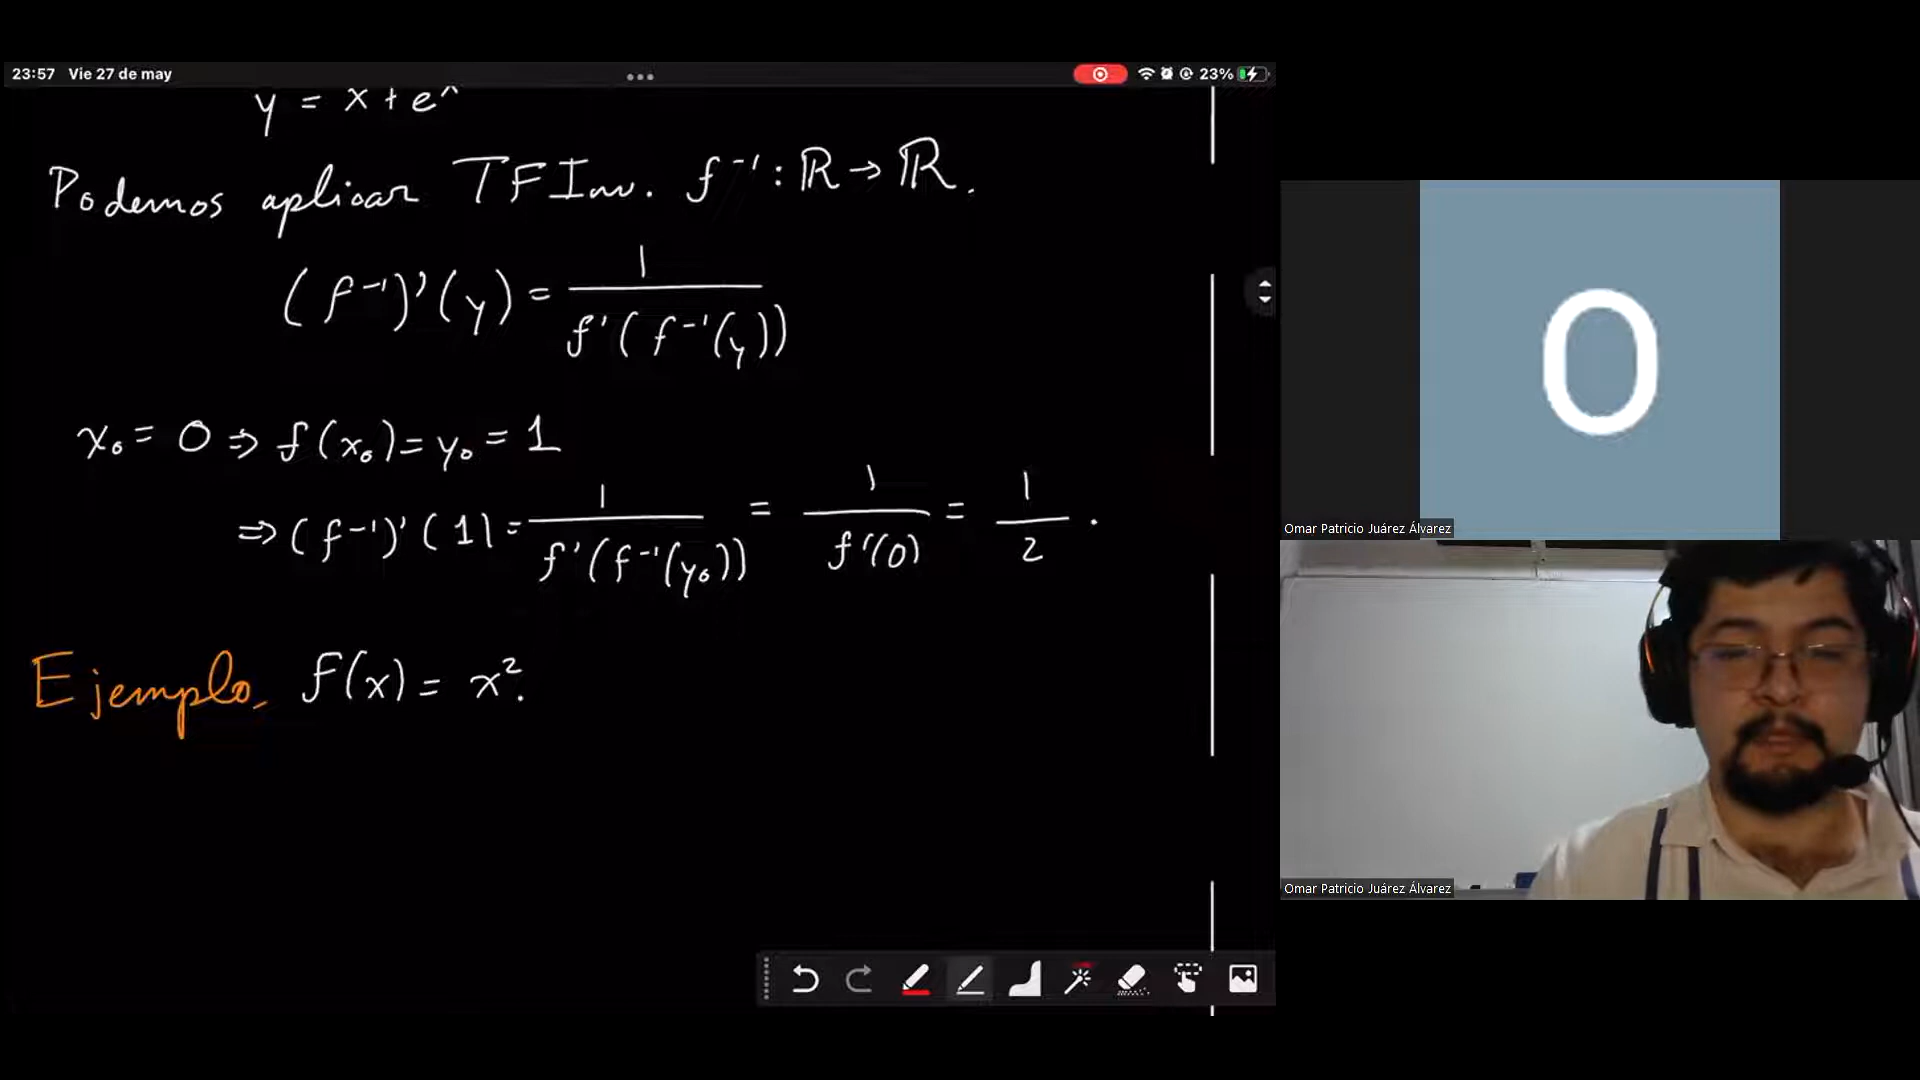 23:57 Vie 27 de may
23%
y = x + eˣ
Podemos aplicar TFInv. f⁻¹: ℝ → ℝ.
(f⁻¹)'(y) = 1 / f'(f⁻¹(y))
x₀ = 0 ⇒ f(x₀) = y₀ = 1
⇒ (f⁻¹)'(1) = 1 / f'(f⁻¹(y₀)) = 1 / f'(0) = 1 / 2 .
Ejemplo. f(x) = x².
O
Omar Patricio Juárez Álvarez
Omar Patricio Juárez Álvarez